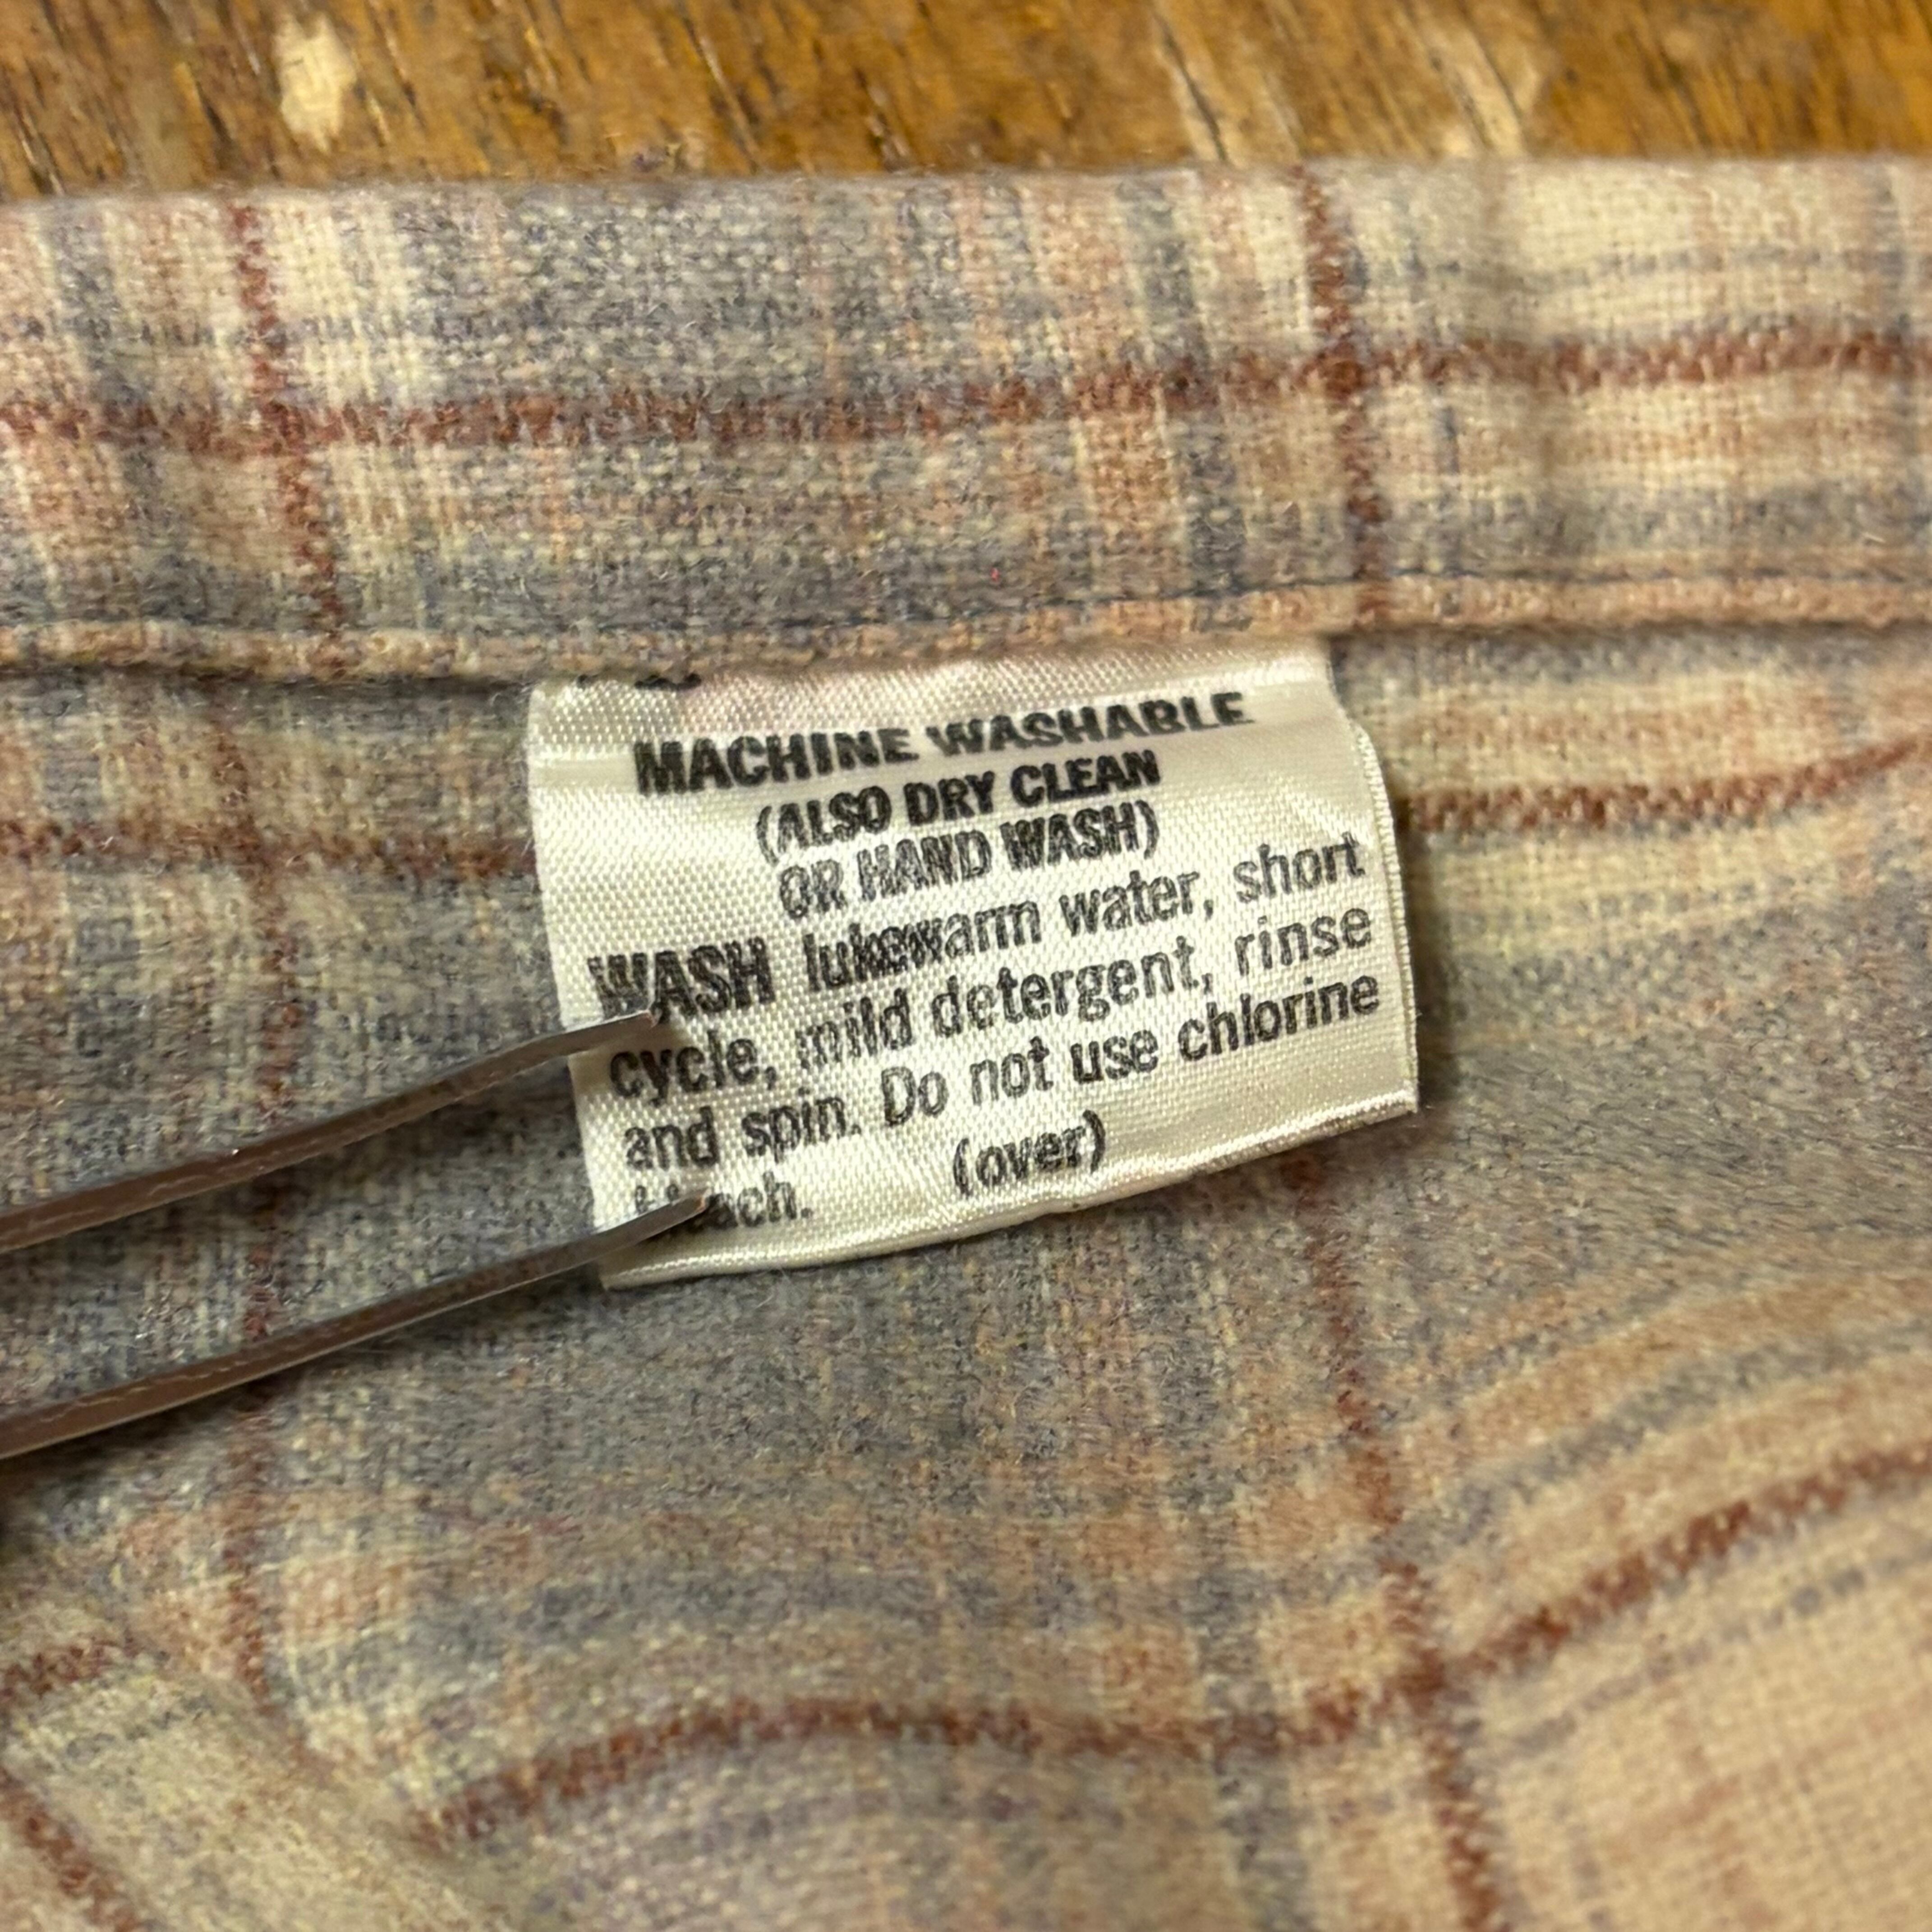 MACHINE WASHABLE
(ALSO DRY CLEAN
OR HAND WASH)
WASH lukewarm water, short
cycle, mild detergent, rinse
and spin. Do not use chlorine
bleach. (over)